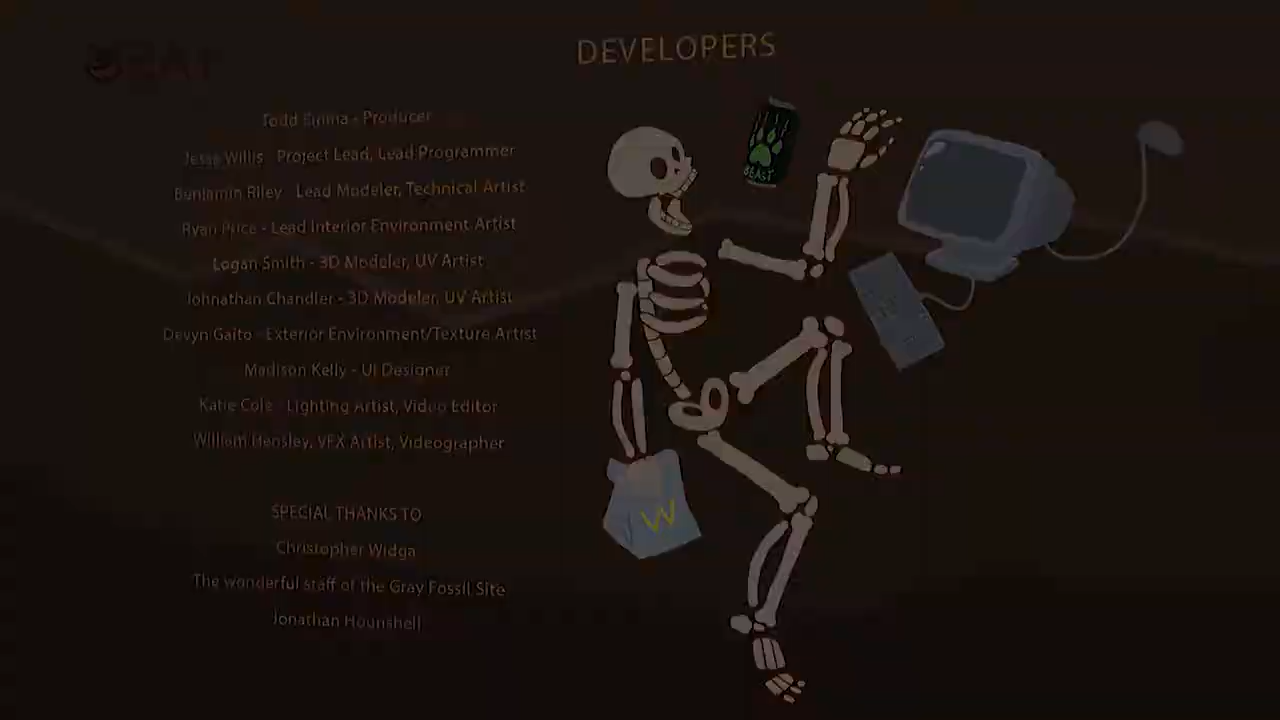 DEVELOPERS
Todd Emma - Producer
Jesse Willis - Project Lead, Lead Programmer
Benjamin Riley - Lead Modeler, Technical Artist
Ryan Price - Lead Interior Environment Artist
Logan Smith - 3D Modeler, UV Artist
Johnathan Chandler - 3D Modeler, UV Artist
Devyn Gaito - Exterior Environment/Texture Artist
Madison Kelly - UI Designer
Katie Cole - Lighting Artist, Video Editor
William Hensley, VFX Artist, Videographer
SPECIAL THANKS TO
Christopher Widga
The wonderful staff of the Gray Fossil Site
Jonathan Hounshell
BEAST
W